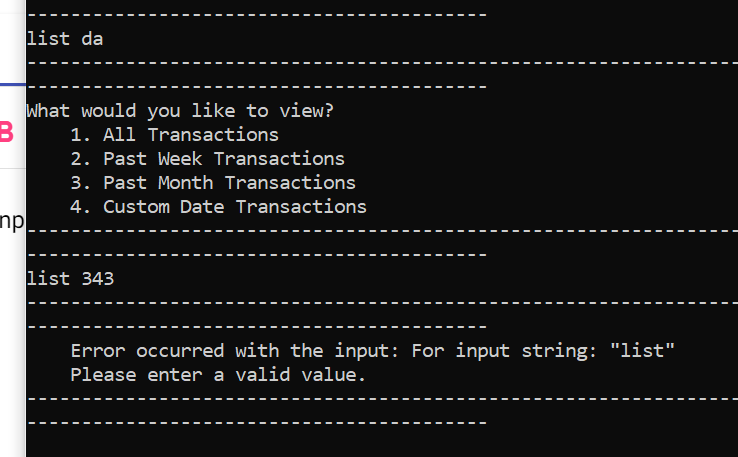 --------------------------------------------
list da
-----------------------------------------------------------------
--------------------------------------------
What would you like to view?
1. All Transactions
2. Past Week Transactions
3. Past Month Transactions
4. Custom Date Transactions
-----------------------------------------------------------------
--------------------------------------------
list 343
-----------------------------------------------------------------
--------------------------------------------
Error occurred with the input: For input string: "list"
Please enter a valid value.
-----------------------------------------------------------------
--------------------------------------------
B
np